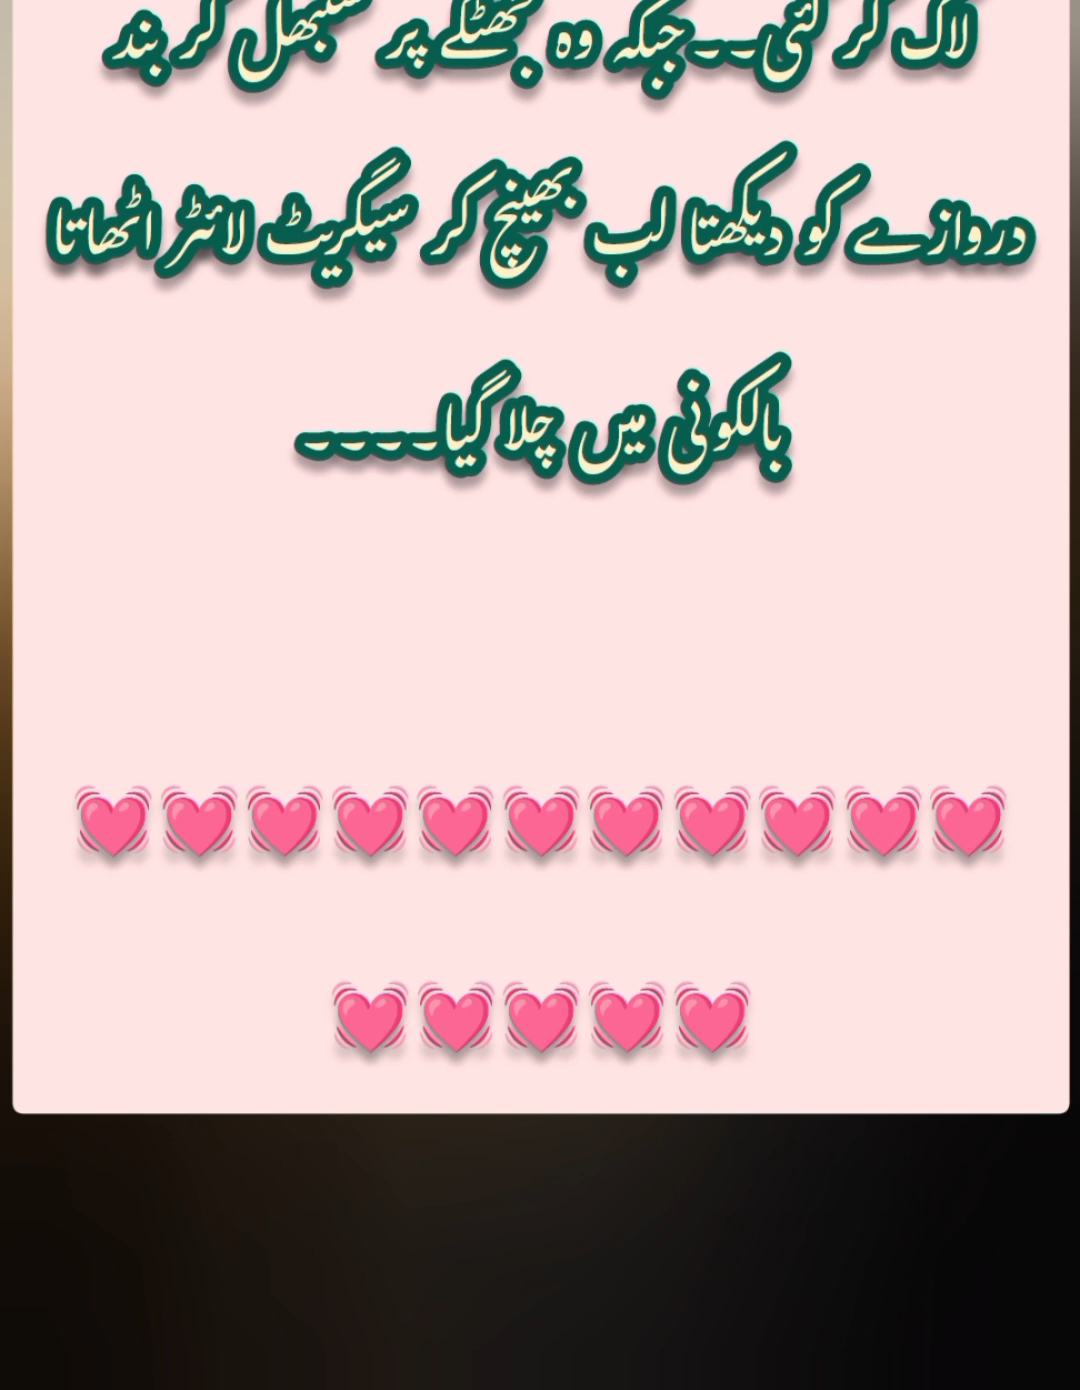 لاک کر گئی۔۔جبکہ وہ جھٹکے پر سنبھل کر بند
دروازے کو دیکھتا لب بھینچ کر سیگریٹ لائٹر اٹھاتا
بالکونی میں چلا گیا۔۔۔۔
💓💓💓💓💓💓💓💓💓💓💓
💓💓💓💓💓